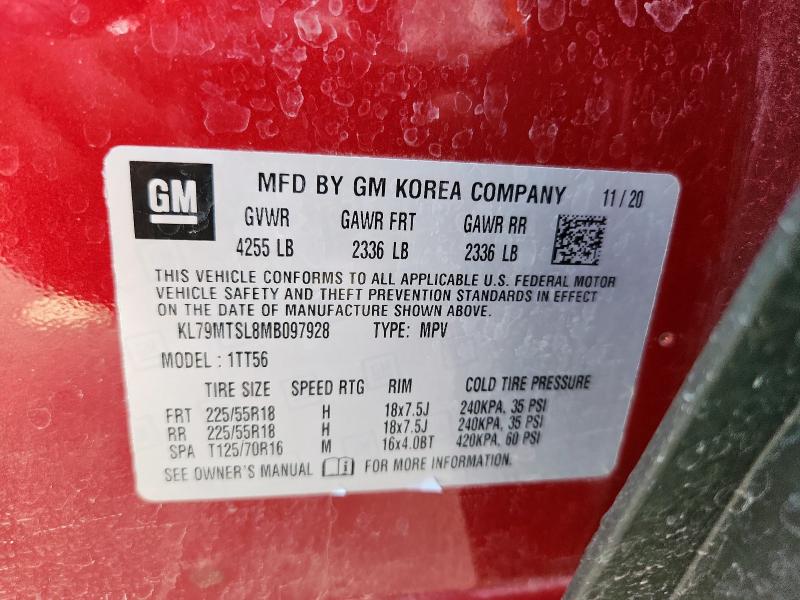 GM MFD BY GM KOREA COMPANY 11/20
GVWR GAWR FRT GAWR RR
4255 LB 2336 LB 2336 LB
THIS VEHICLE CONFORMS TO ALL APPLICABLE U.S. FEDERAL MOTOR
VEHICLE SAFETY AND THEFT PREVENTION STANDARDS IN EFFECT
ON THE DATE OF MANUFACTURE SHOWN ABOVE.
KL79MTSL8MB097928 TYPE: MPV
MODEL : 1TT56
TIRE SIZE SPEED RTG RIM COLD TIRE PRESSURE
FRT 225/55R18 H 18x7.5J 240KPA, 35 PSI
RR 225/55R18 H 18x7.5J 240KPA, 35 PSI
SPA T125/70R16 M 16x4.0BT 420KPA, 60 PSI
SEE OWNER'S MANUAL FOR MORE INFORMATION.